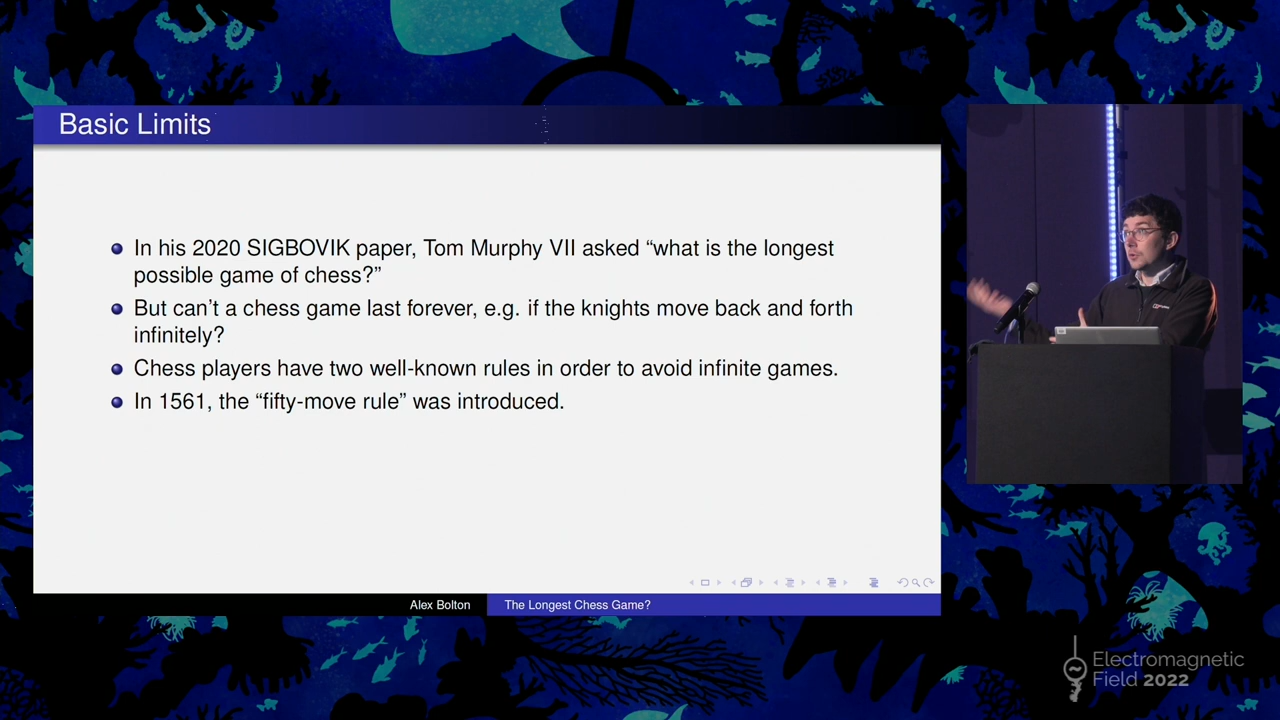 Basic Limits
In his 2020 SIGBOVIK paper, Tom Murphy VII asked “what is the longest
possible game of chess?”
But can’t a chess game last forever, e.g. if the knights move back and forth
infinitely?
Chess players have two well-known rules in order to avoid infinite games.
In 1561, the “fifty-move rule” was introduced.
Alex Bolton
The Longest Chess Game?
Electromagnetic
Field 2022